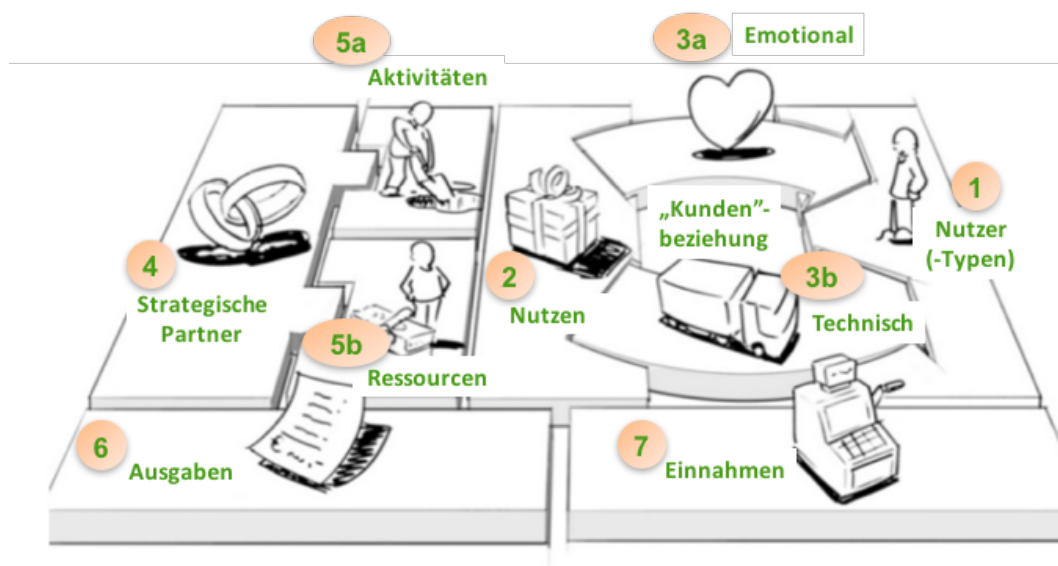 5a
Aktivitäten
3a
Emotional
4
Strategische
Partner
5b
Ressourcen
2
Nutzen
„Kunden”-
beziehung
3b
Technisch
1
Nutzer
(-Typen)
6
Ausgaben
7
Einnahmen